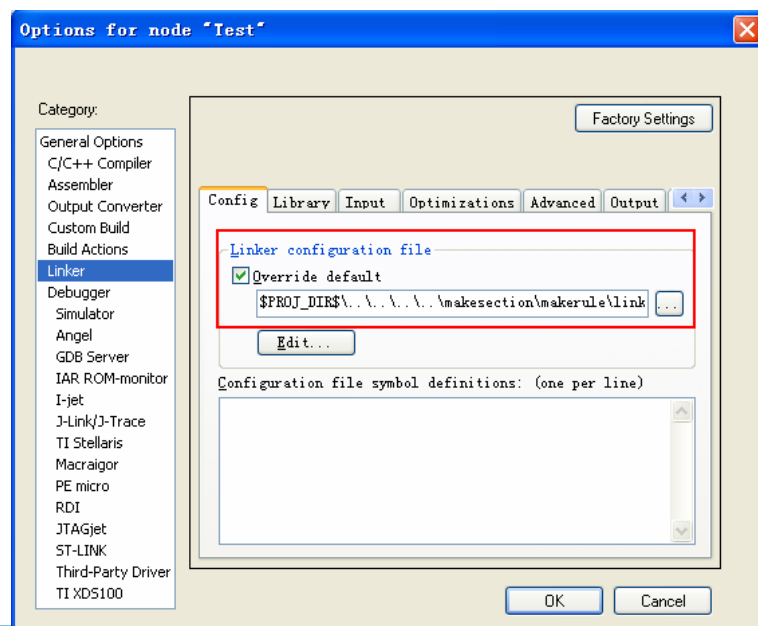 Options for node "Test"
Category:
Factory Settings
General Options
C/C++ Compiler
Assembler
Output Converter
Custom Build
Build Actions
Linker
Debugger
Simulator
Angel
GDB Server
IAR ROM-monitor
I-jet
J-Link/J-Trace
TI Stellaris
Macraigor
PE micro
RDI
JTAGjet
ST-LINK
Third-Party Driver
TI XDS100
Config Library Input Optimizations Advanced Output
Linker configuration file
Override default
$PROJ_DIR$\..\..\..\..\makesection\makerule\link ...
Edit...
Configuration file symbol definitions: (one per line)
OK Cancel